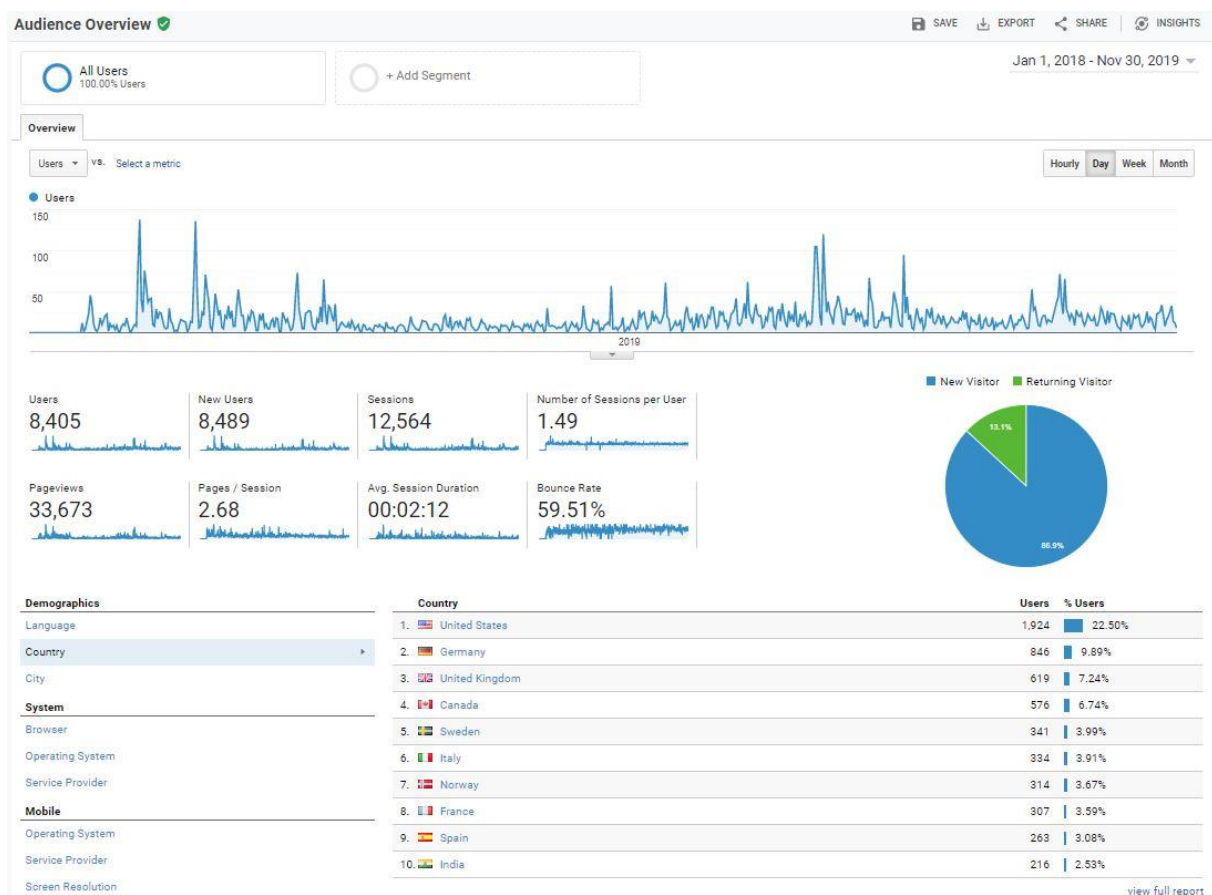 Audience Overview
SAVE EXPORT SHARE INSIGHTS
All Users
100.00% Users
+ Add Segment
Jan 1, 2018 - Nov 30, 2019
Overview
Users vs. Select a metric
Hourly Day Week Month
Users
150
100
50
2019
New Visitor Returning Visitor
Users New Users Sessions Number of Sessions per User
8,405 8,489 12,564 1.49
13.1%
Pageviews Pages / Session Avg. Session Duration Bounce Rate
33,673 2.68 00:02:12 59.51%
86.9%
Demographics
Language
Country
City
System
Browser
Operating System
Service Provider
Mobile
Operating System
Service Provider
Screen Resolution
Country Users % Users
1. United States 1,924 22.50%
2. Germany 846 9.89%
3. United Kingdom 619 7.24%
4. Canada 576 6.74%
5. Sweden 341 3.99%
6. Italy 334 3.91%
7. Norway 314 3.67%
8. France 307 3.59%
9. Spain 263 3.08%
10. India 216 2.53%
view full report